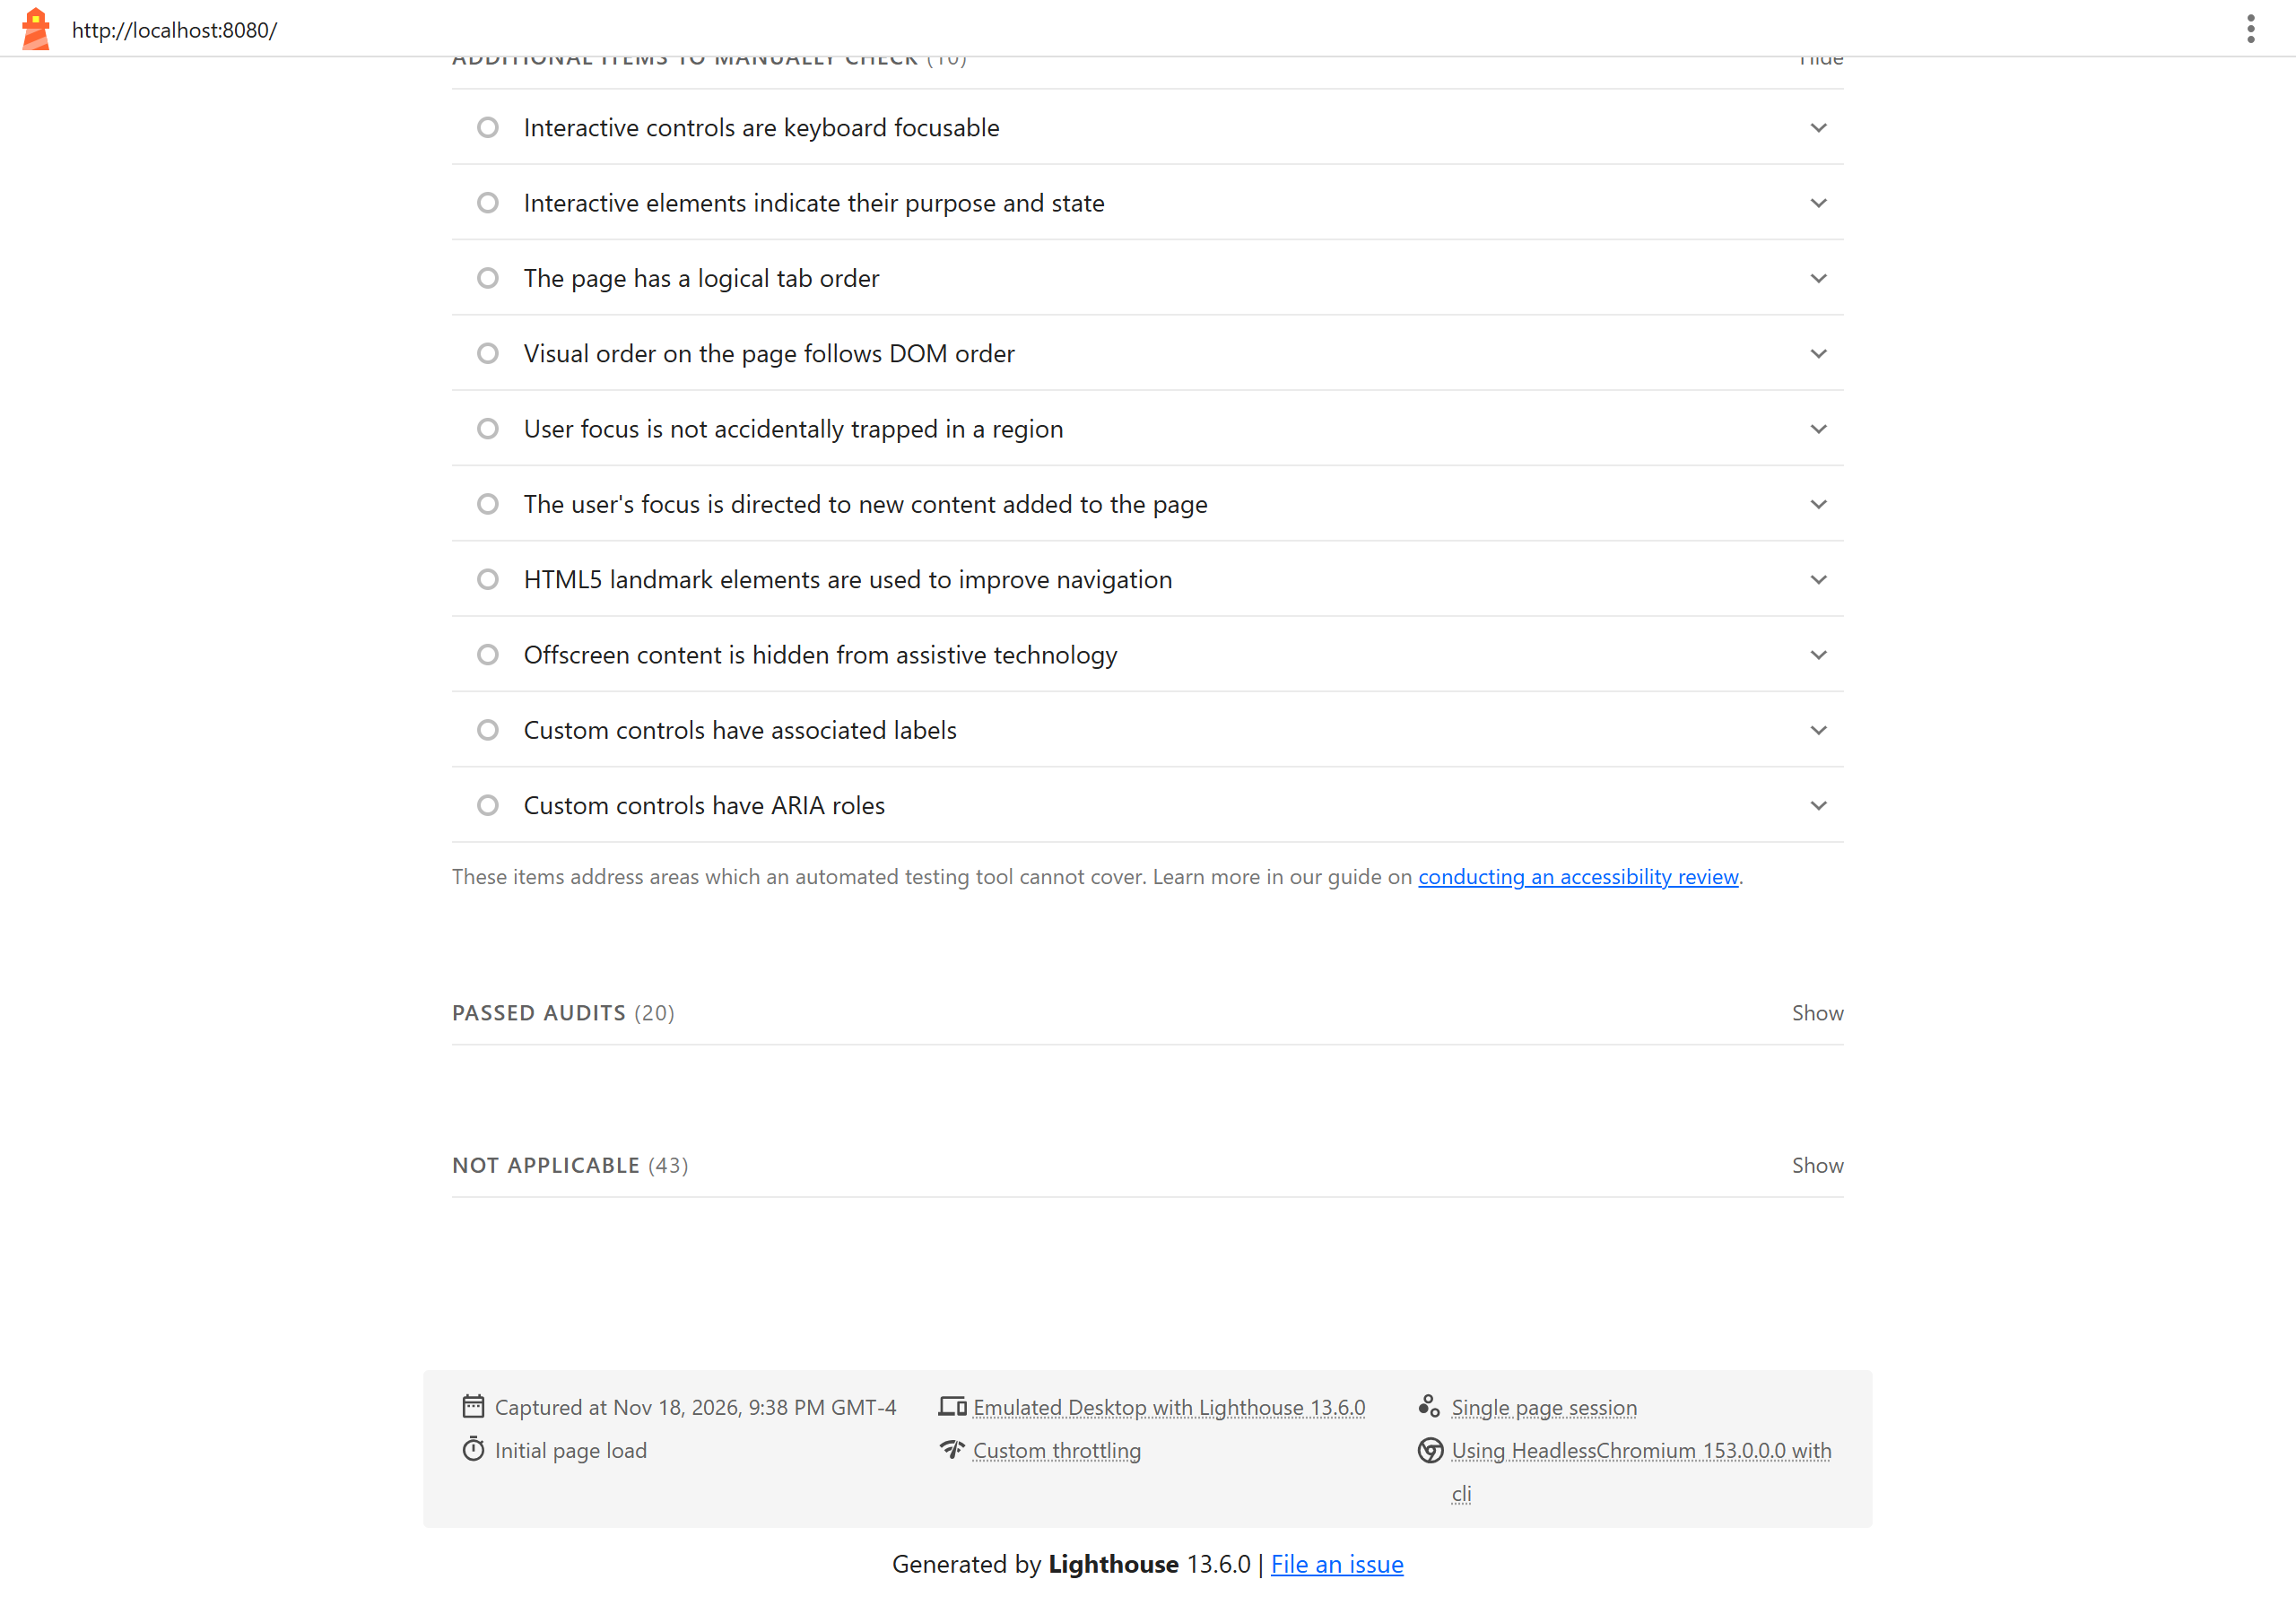 http://localhost:8080/
ADDITIONAL ITEMS TO MANUALLY CHECK (10) Hide
Interactive controls are keyboard focusable
Interactive elements indicate their purpose and state
The page has a logical tab order
Visual order on the page follows DOM order
User focus is not accidentally trapped in a region
The user's focus is directed to new content added to the page
HTML5 landmark elements are used to improve navigation
Offscreen content is hidden from assistive technology
Custom controls have associated labels
Custom controls have ARIA roles
These items address areas which an automated testing tool cannot cover. Learn more in our guide on conducting an accessibility review.
PASSED AUDITS (20) Show
NOT APPLICABLE (43) Show
Captured at Nov 18, 2026, 9:38 PM GMT-4
Emulated Desktop with Lighthouse 13.6.0
Single page session
Initial page load
Custom throttling
Using HeadlessChromium 153.0.0.0 with
cli
Generated by Lighthouse 13.6.0 | File an issue